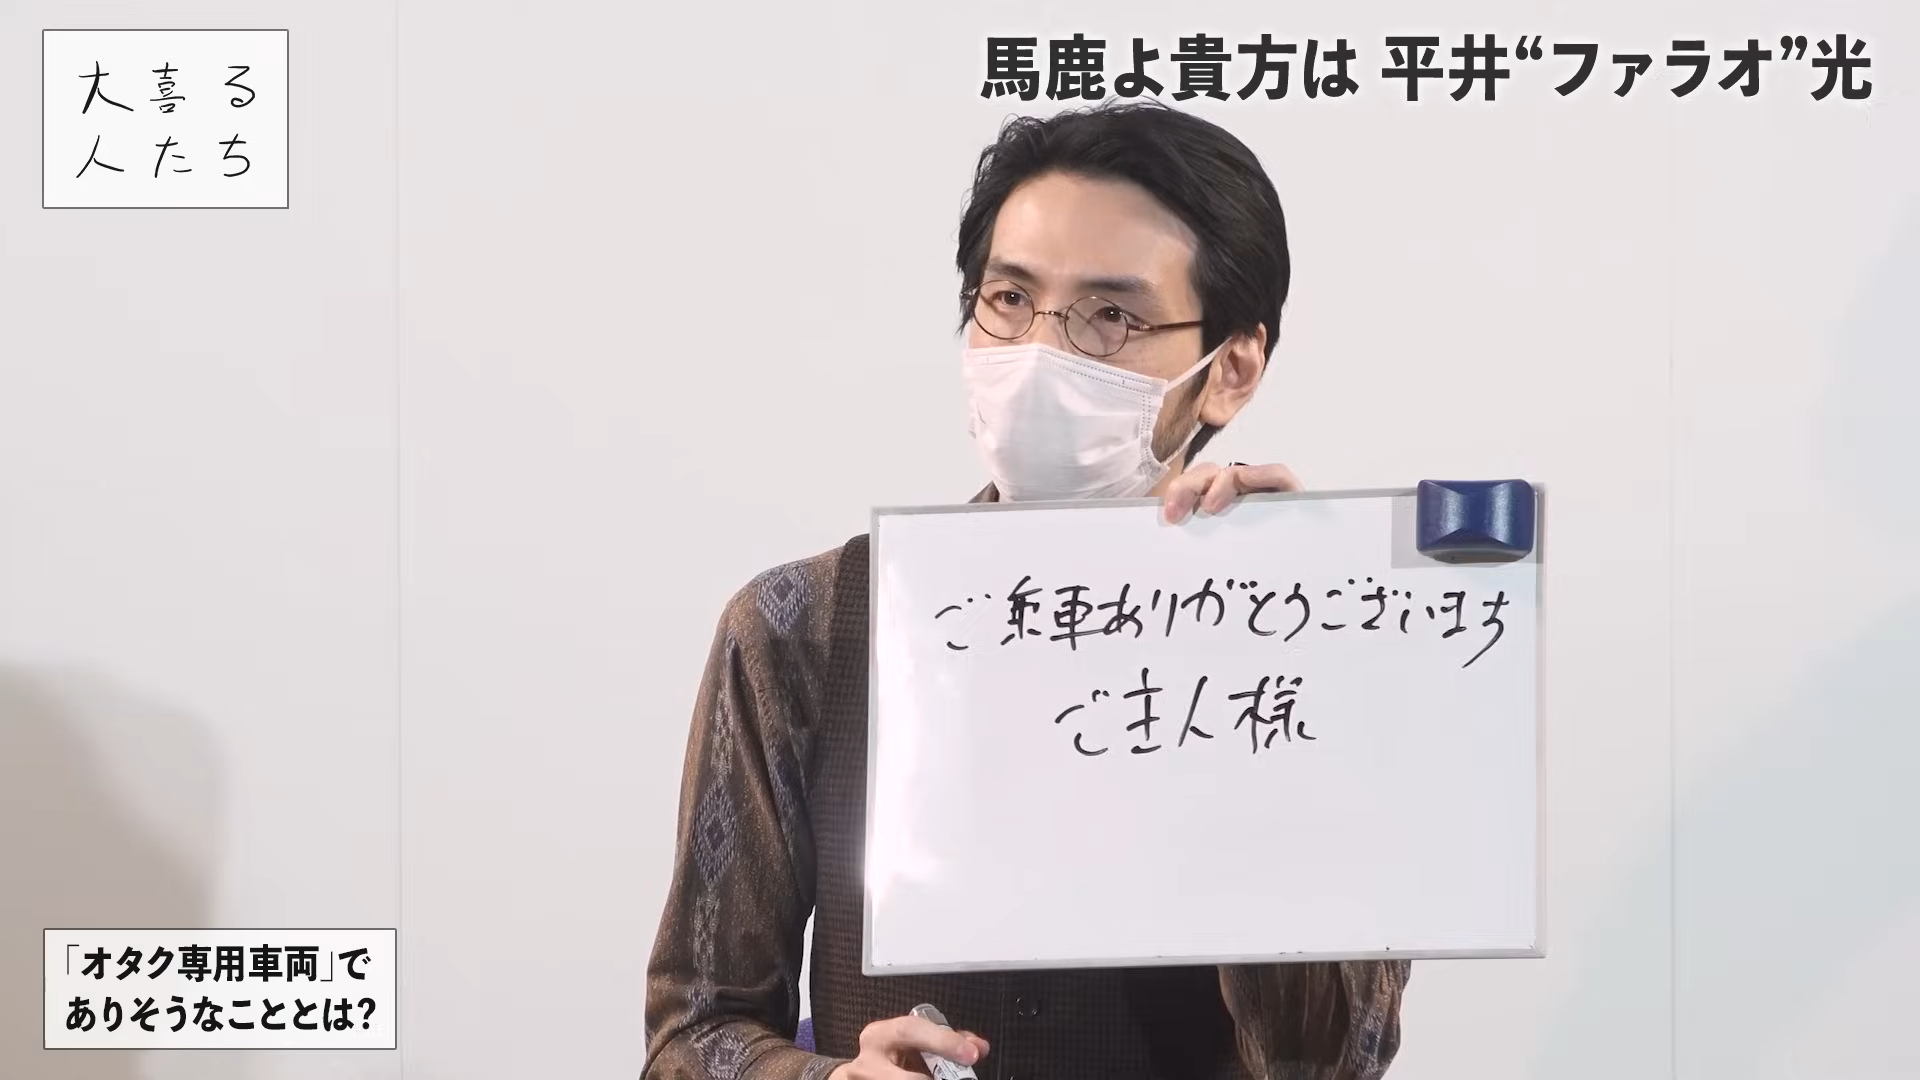 大喜る
人たち
馬鹿よ貴方は 平井“ファラオ”光
ご乗車ありがとうございます
ご主人様
「オタク専用車両」で
ありそうなこととは?